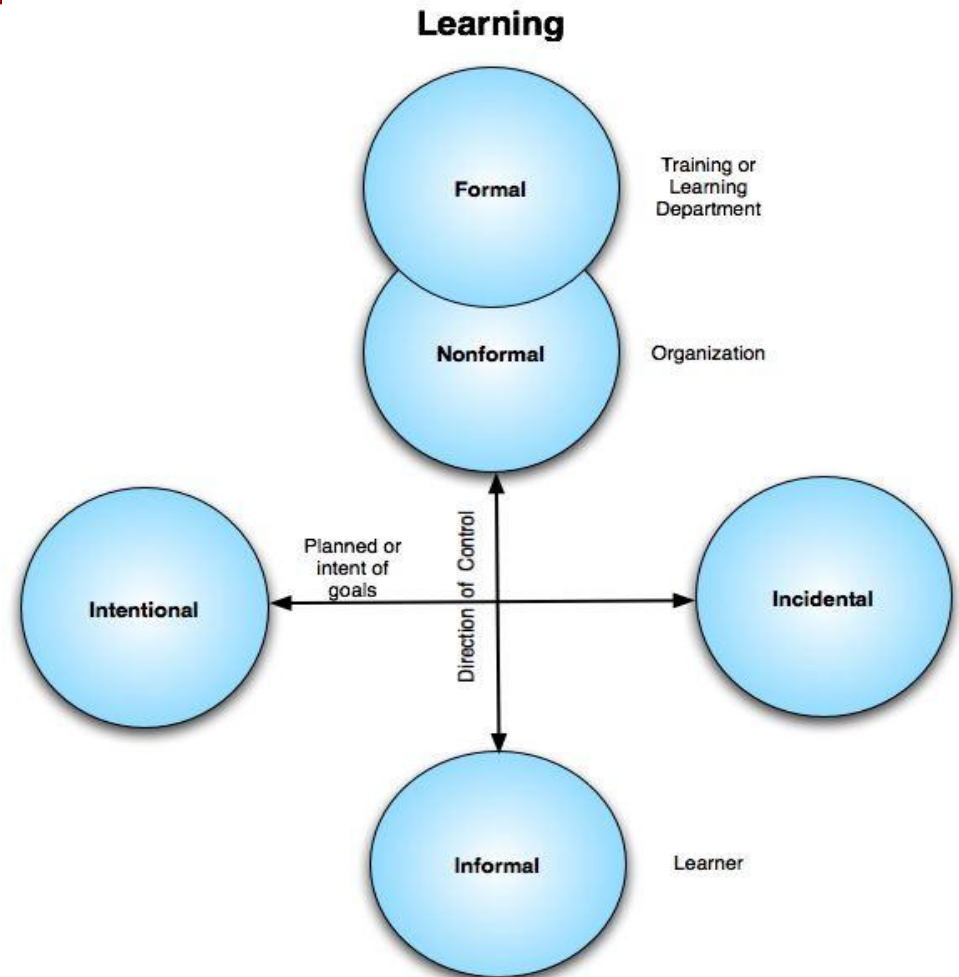 Learning
Formal
Training or
Learning
Department
Nonformal
Organization
Intentional
Planned or
intent of
goals
Direction of Control
Incidental
Informal
Learner